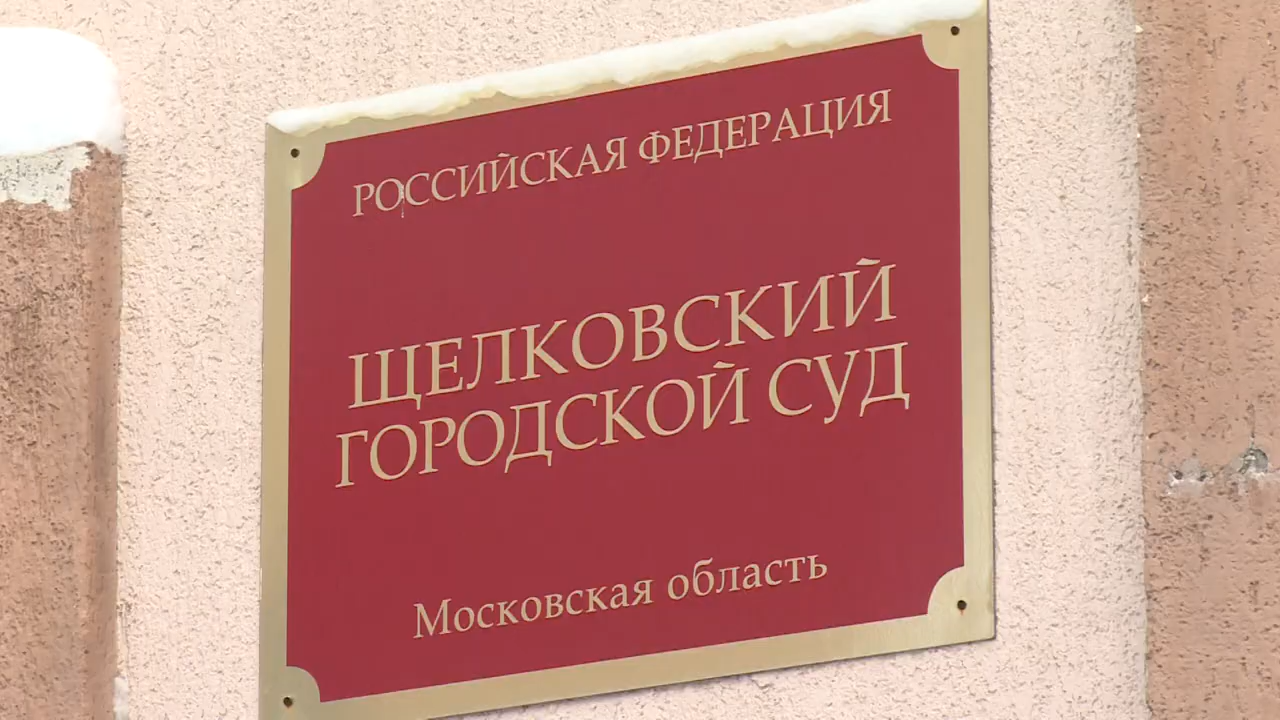 РОССИЙСКАЯ ФЕДЕРАЦИЯ
ЩЕЛКОВСКИЙ
ГОРОДСКОЙ СУД
Московская область